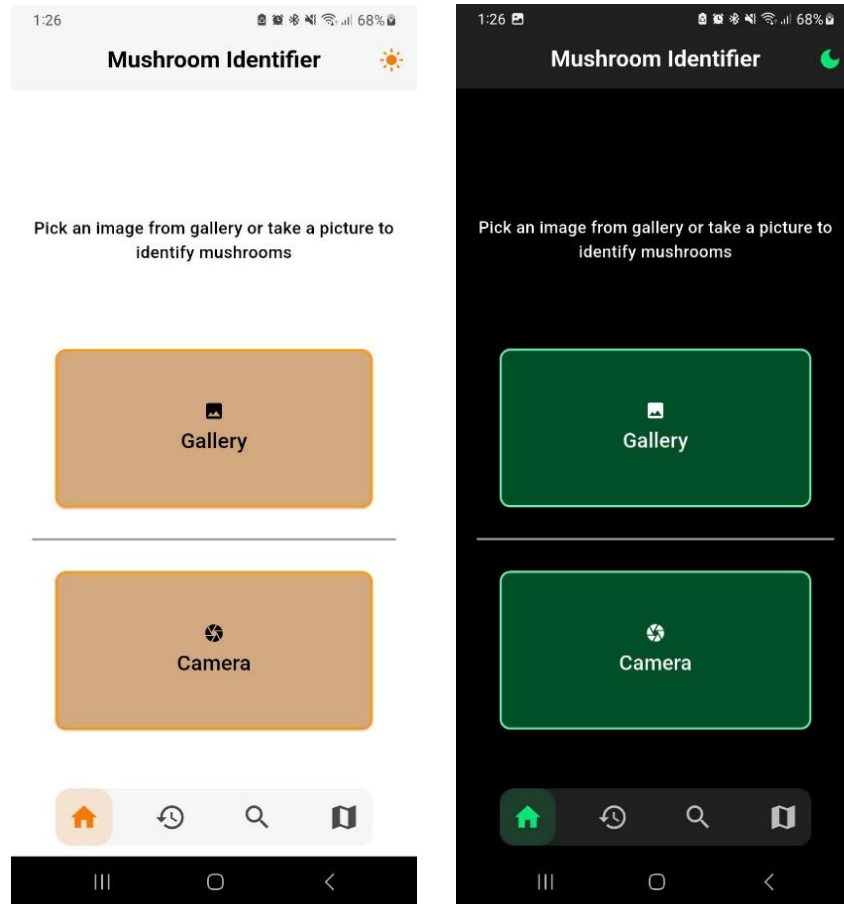 1:26
68%
Mushroom Identifier
Pick an image from gallery or take a picture to
identify mushrooms
Gallery
Camera
1:26
68%
Mushroom Identifier
Pick an image from gallery or take a picture to
identify mushrooms
Gallery
Camera